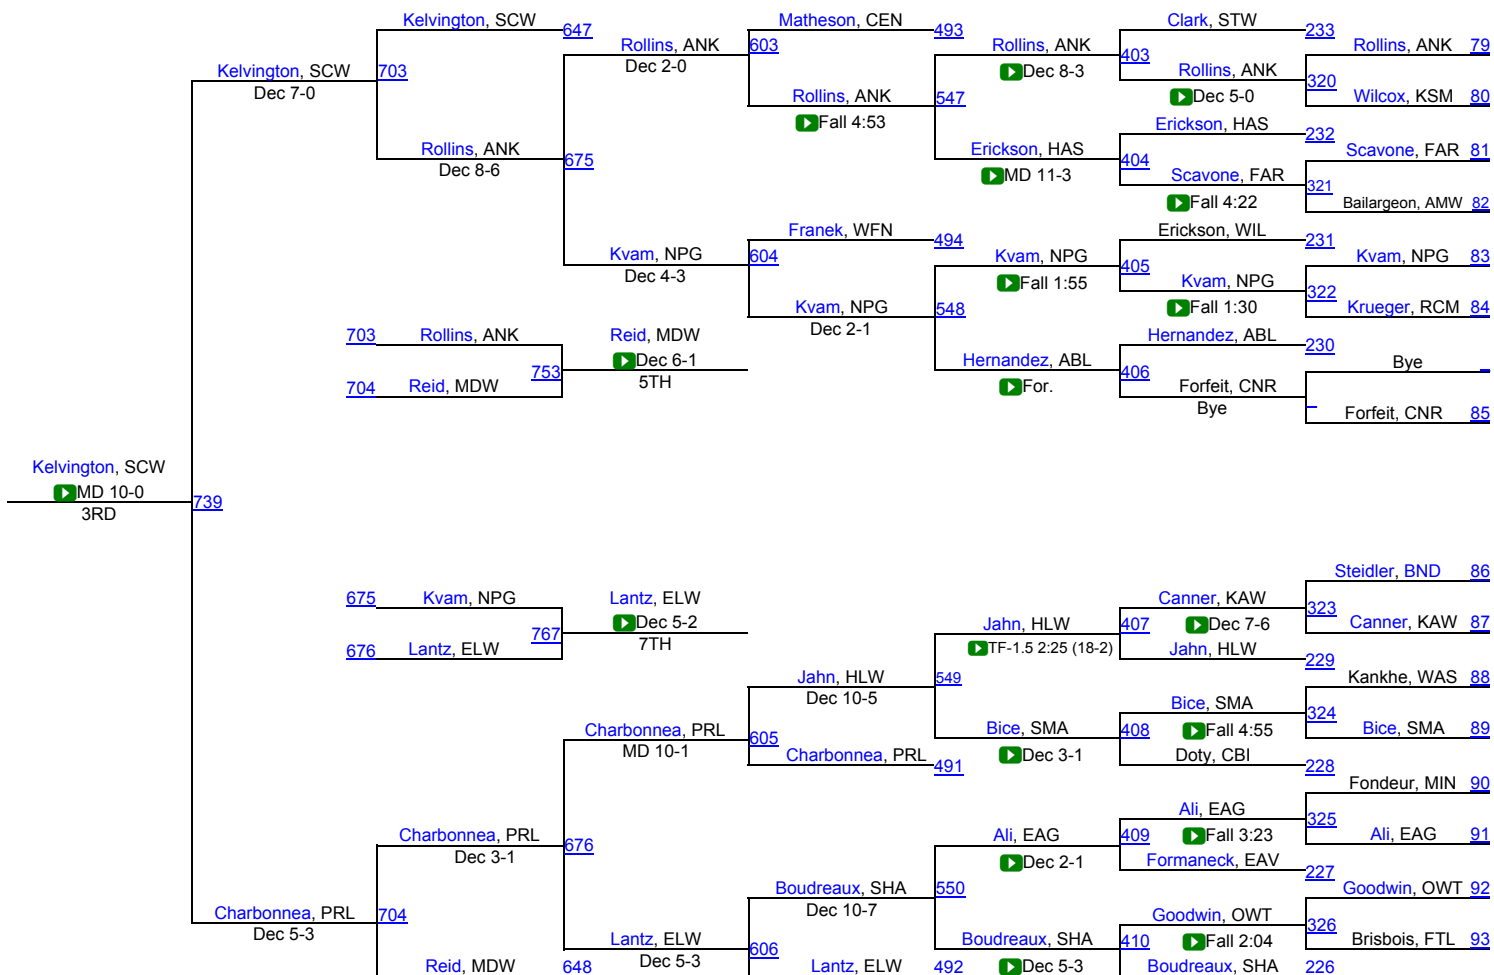 Kelvington, SCW 647
Matheson, CEN 493
Clark, STW 233
Rollins, ANK
Dec 2-0
603
Rollins, ANK
Dec 8-3
403
Rollins, ANK 79
Kelvington, SCW
Dec 7-0
703
Rollins, ANK
Fall 4:53
547
Rollins, ANK
Dec 5-0
320
Wilcox, KSM 80
Erickson, HAS 232
Rollins, ANK
Dec 8-6
675
Erickson, HAS
MD 11-3
404
Scavone, FAR 81
Scavone, FAR
Fall 4:22
321
Bailargeon, AMW 82
Franek, WFN 494
Erickson, WIL 231
Kvam, NPG
Dec 4-3
604
Kvam, NPG
Fall 1:55
405
Kvam, NPG 83
Kvam, NPG
Fall 1:30
322
Kvam, NPG
Dec 2-1
548
Krueger, RCM 84
703 Rollins, ANK
Reid, MDW
Dec 6-1
5TH
753
704 Reid, MDW
Hernandez, ABL 230
Hernandez, ABL
For.
406
Bye
Forfeit, CNR
Bye
Forfeit, CNR 85
Kelvington, SCW
MD 10-0
3RD
739
Steidler, BND 86
675 Kvam, NPG
Lantz, ELW
Dec 5-2
7TH
767
676 Lantz, ELW
Canner, KAW
Dec 7-6
323
Canner, KAW 87
Jahn, HLW
TF-1.5 2:25 (18-2)
407
Jahn, HLW 229
Jahn, HLW
Dec 10-5
549
Kankhe, WAS 88
Bice, SMA
Fall 4:55
324
Charbonnea, PRL
MD 10-1
605
Bice, SMA
Dec 3-1
408
Bice, SMA 89
Charbonnea, PRL 491
Doty, CBI 228
Fondeur, MIN 90
Ali, EAG
Fall 3:23
325
Charbonnea, PRL
Dec 3-1
676
Ali, EAG
Dec 2-1
409
Ali, EAG 91
Formaneck, EAV 227
Boudreaux, SHA
Dec 10-7
550
Goodwin, OWT 92
Charbonnea, PRL
Dec 5-3
704
Goodwin, OWT
Fall 2:04
326
Lantz, ELW
Dec 5-3
606
Boudreaux, SHA
Dec 5-3
410
Brisbois, FTL 93
Reid, MDW 648
Lantz, ELW 492
Boudreaux, SHA 226